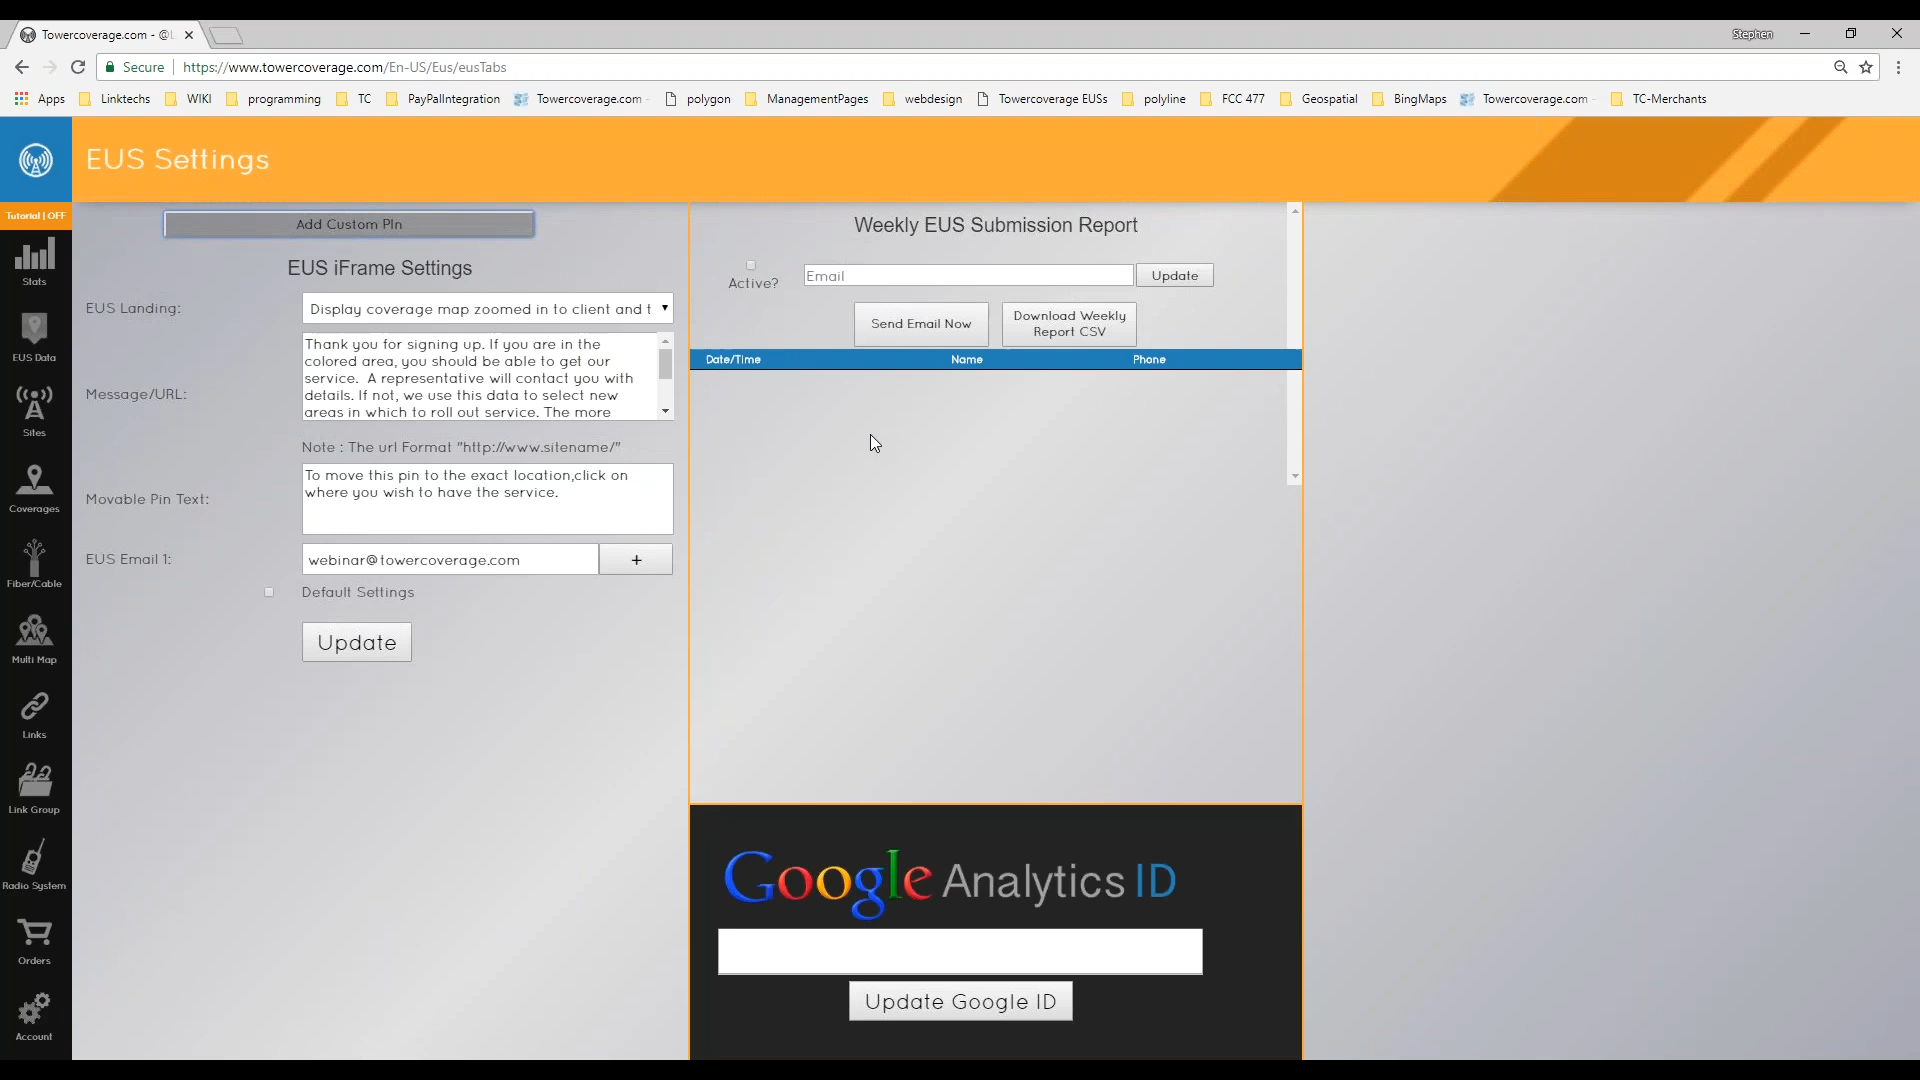 Towercoverage.com - @L
Stephen
Secure
https://www.towercoverage.com/En-US/Eus/eusTabs
Apps
Linktechs
WIKI
programming
TC
PayPalIntegration
Towercoverage.com
polygon
ManagementPages
webdesign
Towercoverage EUSs
polyline
FCC 477
Geospatial
BingMaps
Towercoverage.com
TC-Merchants
EUS Settings
Tutorial | OFF
Stats
EUS Data
Sites
Coverages
Fiber/Cable
Multi Map
Links
Link Group
Radio System
Orders
Account
Add Custom Pin
EUS iFrame Settings
EUS Landing:
Display coverage map zoomed in to client and t
Message/URL:
Thank you for signing up. If you are in the
colored area, you should be able to get our
service. A representative will contact you with
details. If not, we use this data to select new
areas in which to roll out service. The more
Note : The url Format "http://www.sitename/"
Movable Pin Text:
To move this pin to the exact location,click on
where you wish to have the service.
EUS Email 1:
webinar@towercoverage.com
+
Default Settings
Update
Weekly EUS Submission Report
Active?
Email
Update
Send Email Now
Download Weekly
Report CSV
Date/Time
Name
Phone
Google Analytics ID
Update Google ID